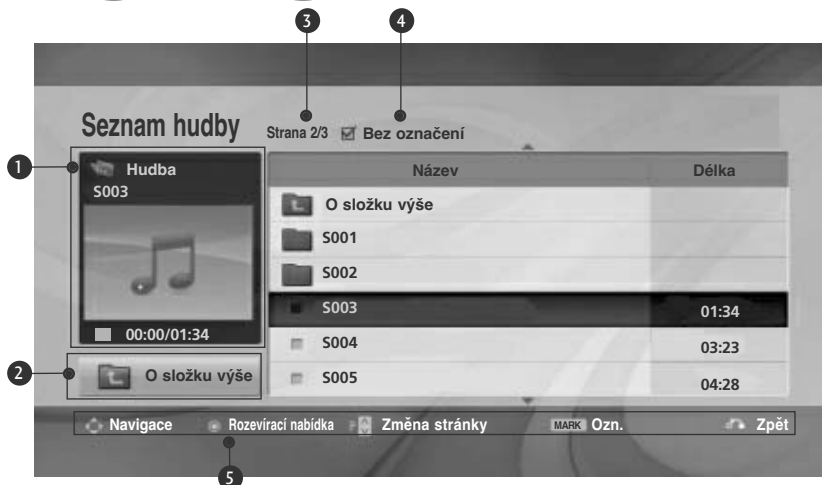 3 4
Seznam hudby Strana 2/3 Bez označení
1
Hudba
S003
00:00/01:34
2
O složku výše
Název Délka
O složku výše
S001
S002
S003 01:34
S004 03:23
S005 04:28
Navigace Rozevírací nabídka Změna stránky MARK Ozn. Zpět
5